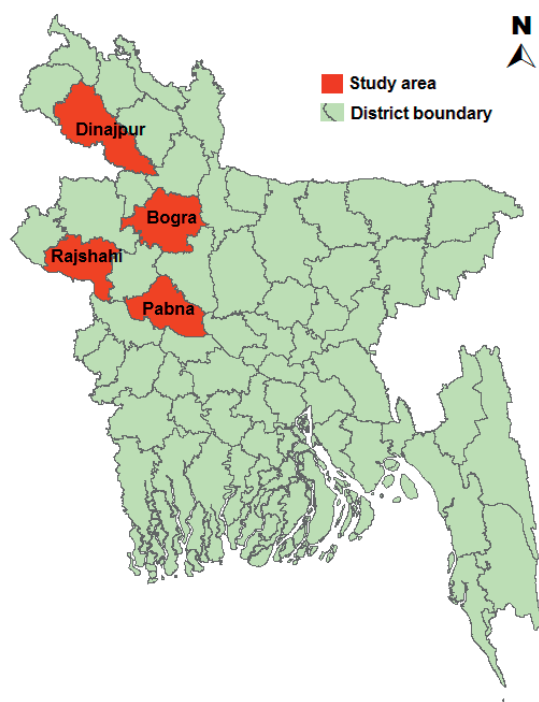 N
Study area
District boundary
Dinajpur
Bogra
Rajshahi
Pabna